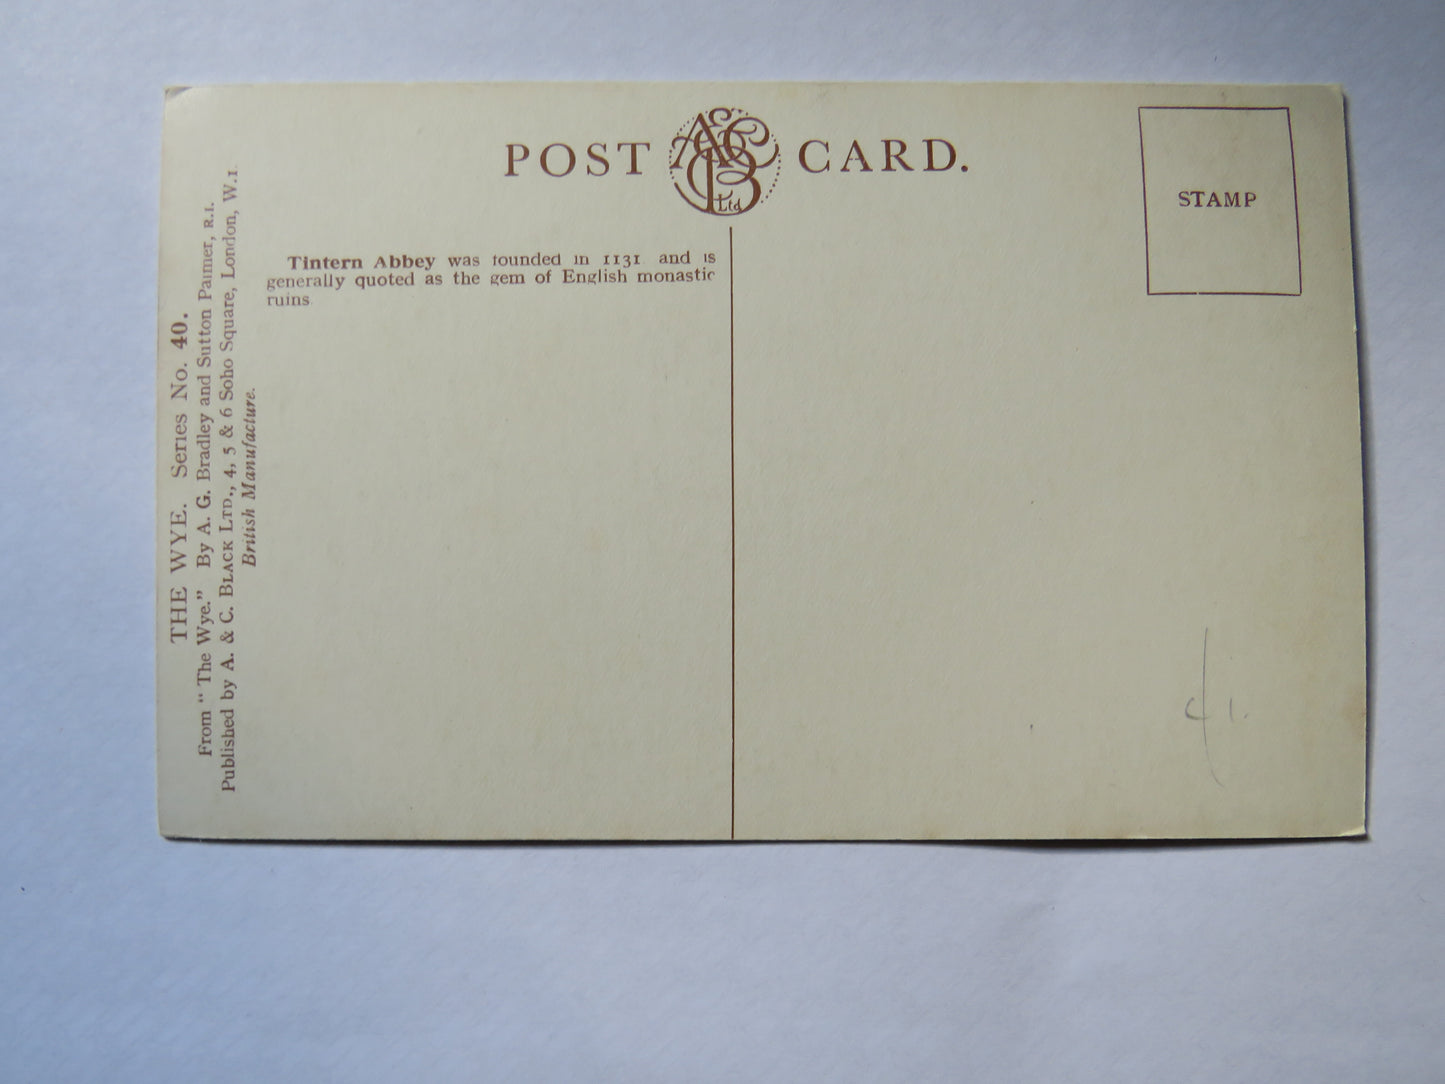 POST CARD.
Ltd
STAMP
Tintern Abbey was founded in 1131 and is
generally quoted as the gem of English monastic
ruins
THE WYE. Series No. 40.
From "The Wye." By A. G. Bradley and Sutton Palmer, R.I.
Published by A. & C. BLACK LTD., 4, 5 & 6 Soho Square, London, W.1
British Manufacture.